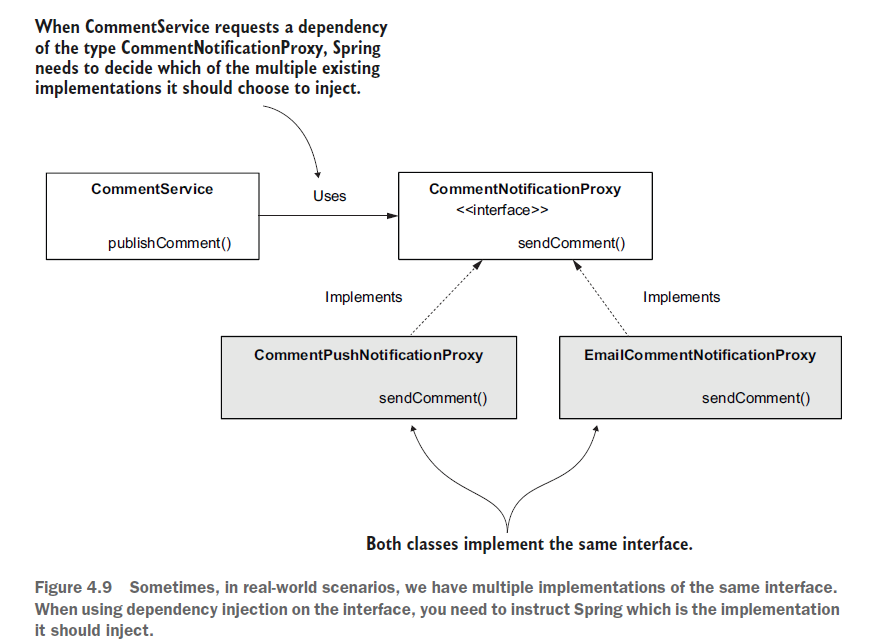 When CommentService requests a dependency
of the type CommentNotificationProxy, Spring
needs to decide which of the multiple existing
implementations it should choose to inject.
CommentService
publishComment()
Uses
CommentNotificationProxy
<<interface>>
sendComment()
Implements
Implements
CommentPushNotificationProxy
sendComment()
EmailCommentNotificationProxy
sendComment()
Both classes implement the same interface.
Figure 4.9 Sometimes, in real-world scenarios, we have multiple implementations of the same interface.
When using dependency injection on the interface, you need to instruct Spring which is the implementation
it should inject.